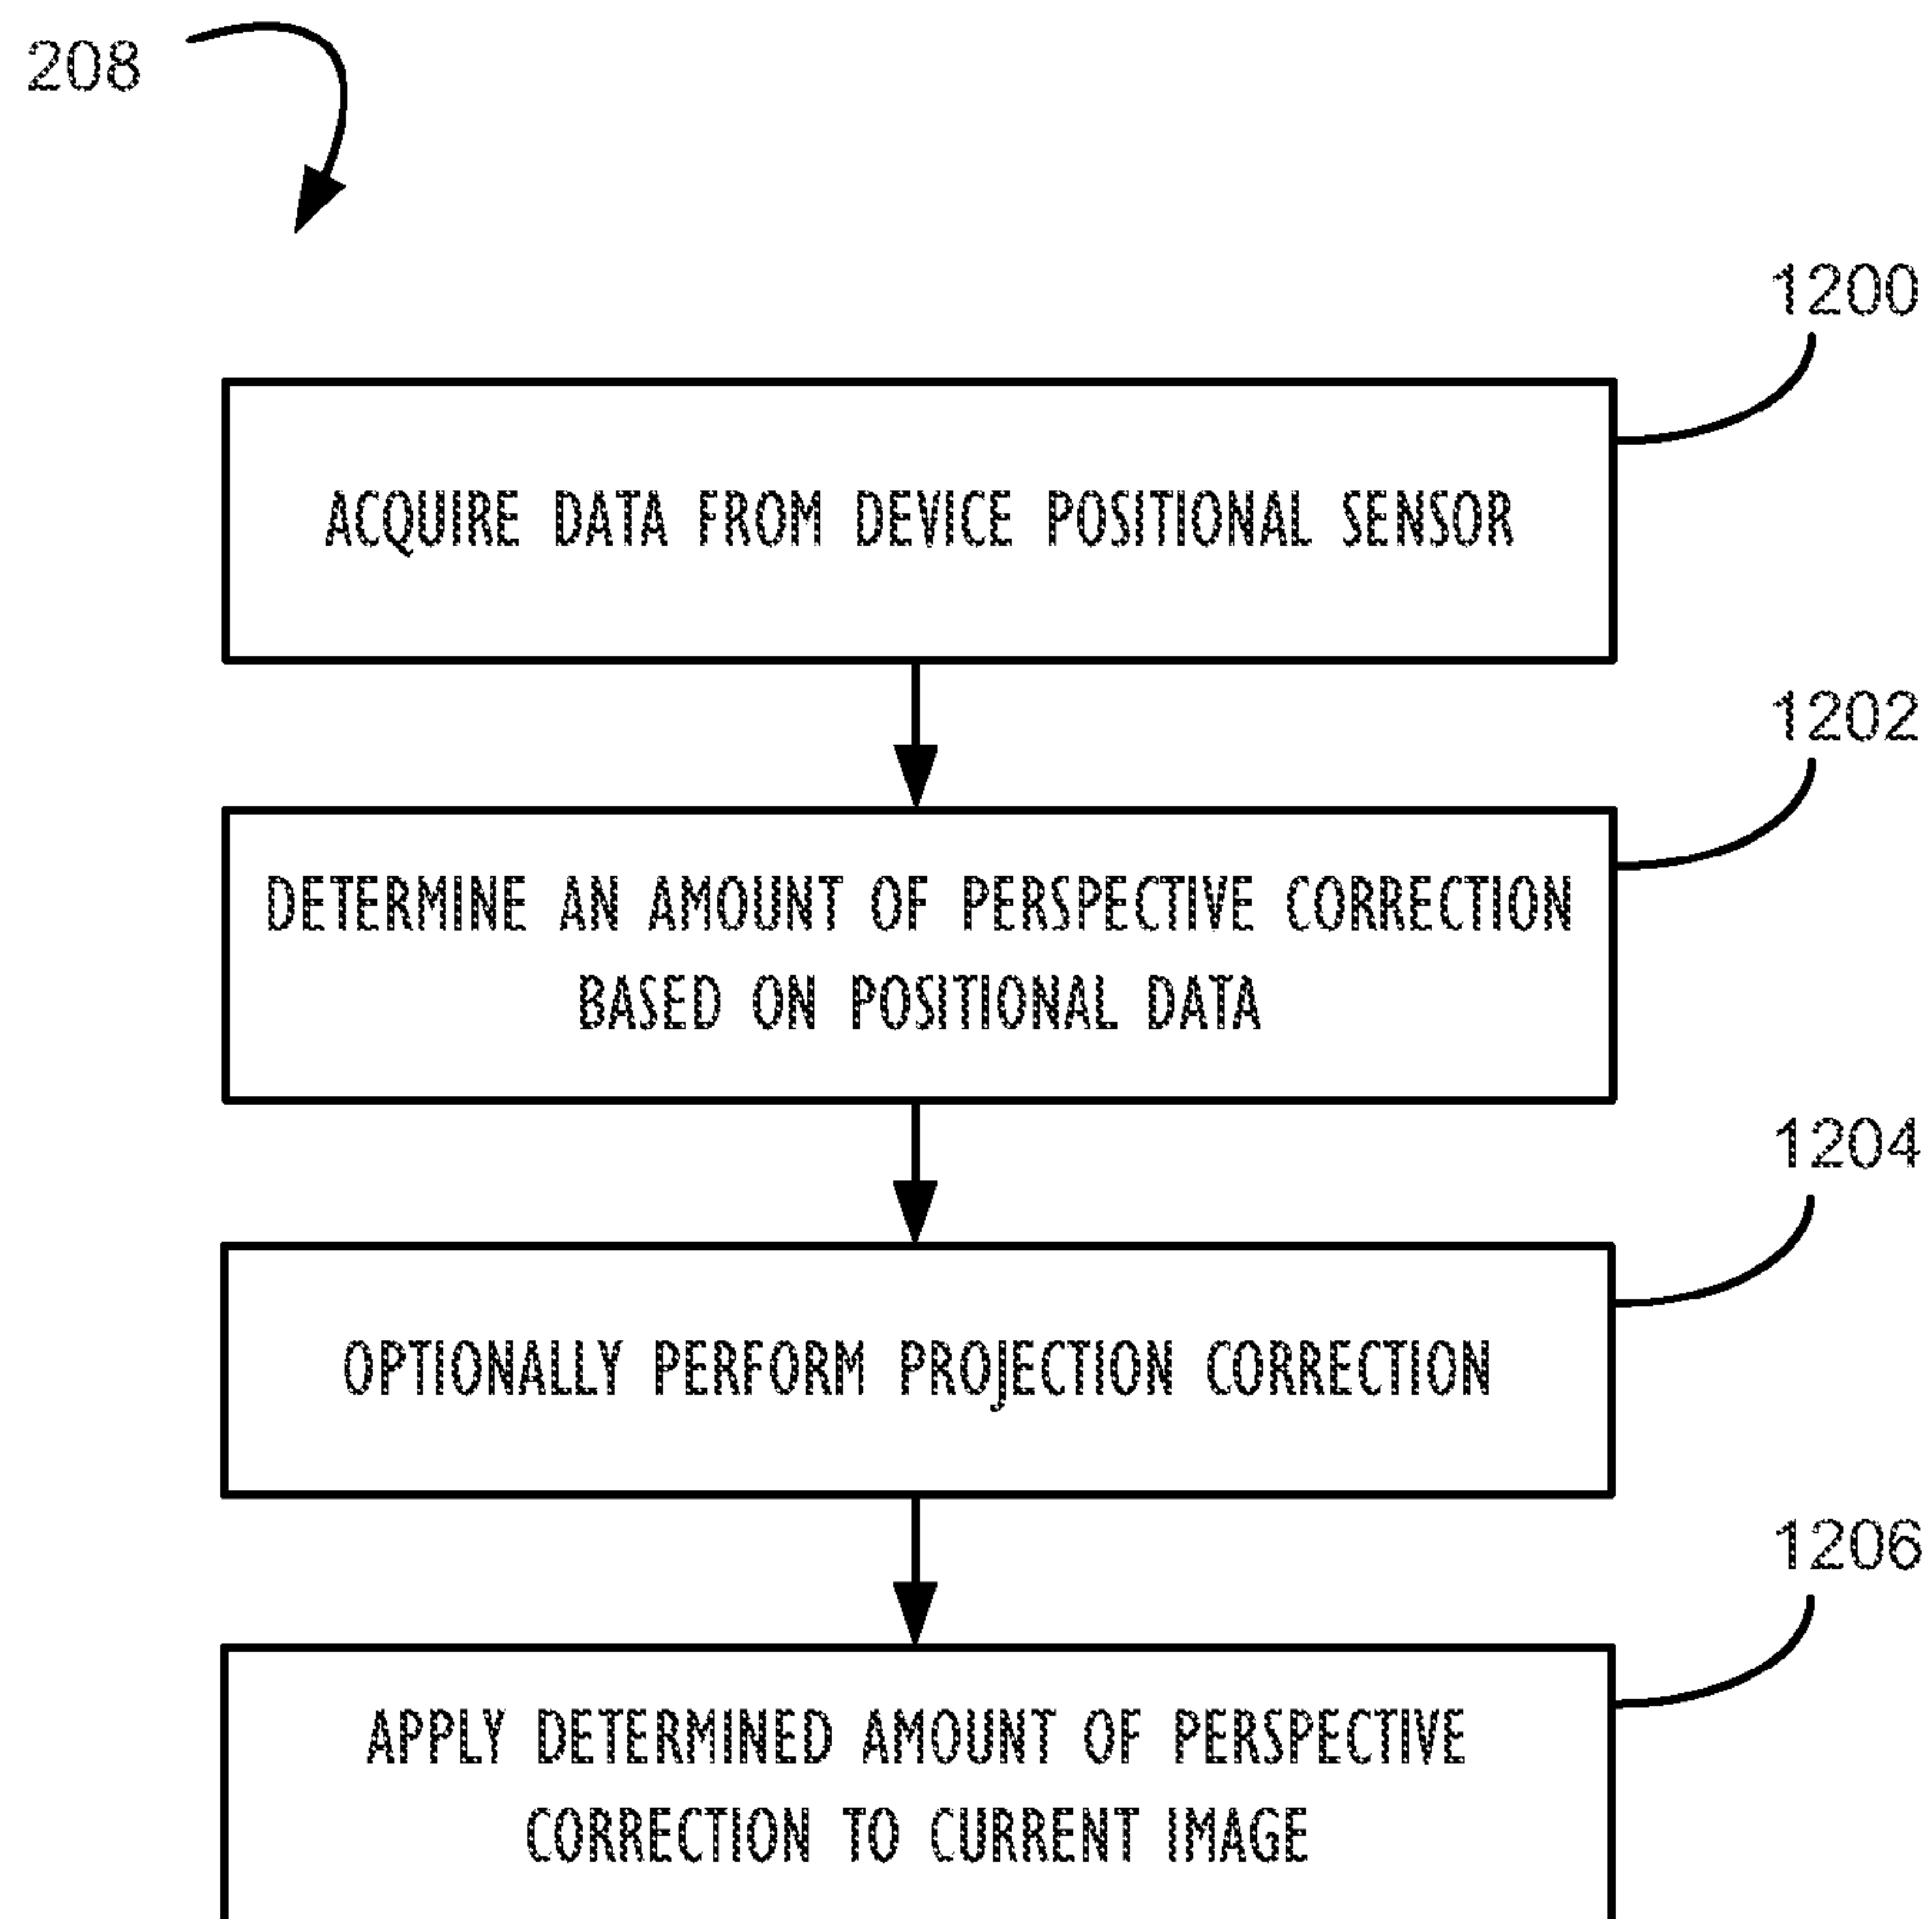 208
1200
ACQUIRE DATA FROM DEVICE POSITIONAL SENSOR
1202
DETERMINE AN AMOUNT OF PERSPECTIVE CORRECTION
BASED ON POSITIONAL DATA
1204
OPTIONALLY PERFORM PROJECTION CORRECTION
1206
APPLY DETERMINED AMOUNT OF PERSPECTIVE
CORRECTION TO CURRENT IMAGE